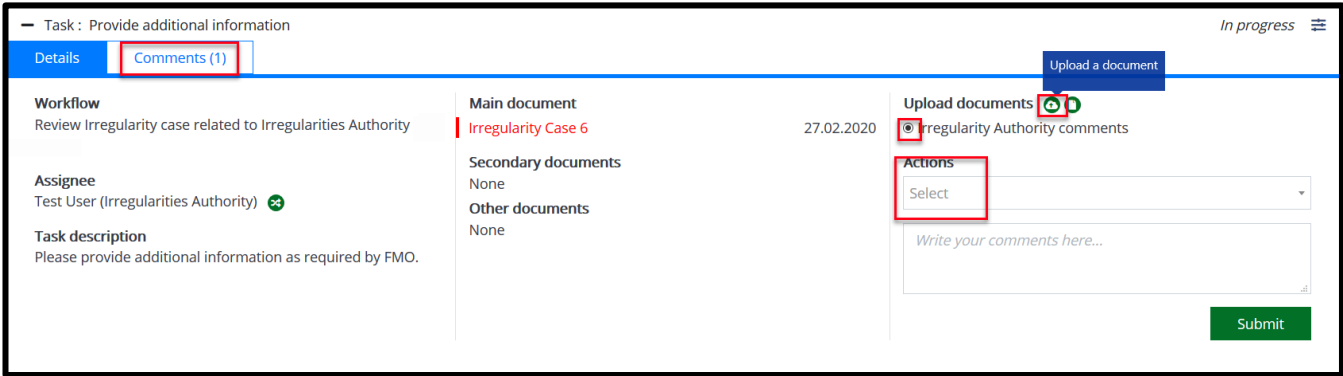 Task : Provide additional information
In progress
Details
Comments (1)
Upload a document
Workflow
Review Irregularity case related to Irregularities Authority
Assignee
Test User (Irregularities Authority)
Task description
Please provide additional information as required by FMO.
Main document
Irregularity Case 6
27.02.2020
Secondary documents
None
Other documents
None
Upload documents
Irregularity Authority comments
Actions
Select
Write your comments here...
Submit